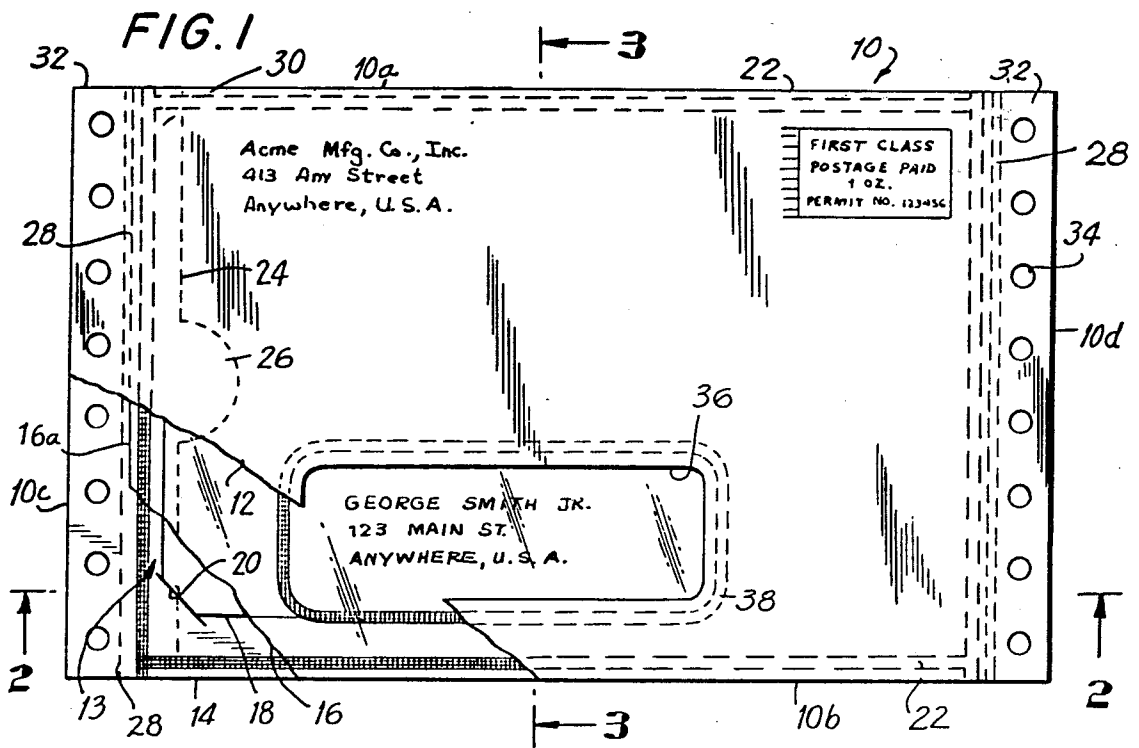 FIG. 1
3
32
30
10a
22
10
32
Acme Mfg. Co., Inc.
413 Any Street
Anywhere, U.S.A.
FIRST CLASS
POSTAGE PAID
1 OZ.
PERMIT NO. 123456
28
28
24
34
26
10d
36
16a
12
10c
GEORGE SMITH JR.
123 MAIN ST.
ANYWHERE, U.S.A.
20
38
2
2
13
28
14
18
16
3
10b
22